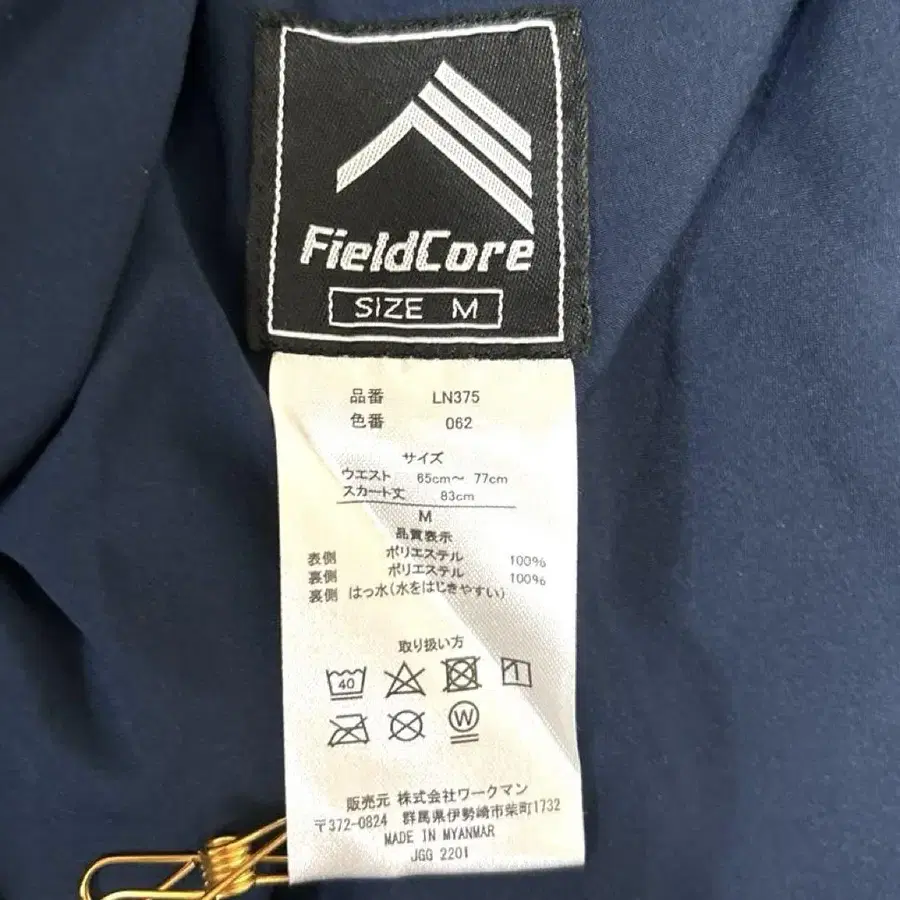 FieldCore
SIZE M
品番 LN375
色番 062
サイズ
ウエスト 65cm～ 77cm
スカート丈 83cm
M
品質表示
表側 ポリエステル 100%
裏側 ポリエステル 100%
裏側 はっ水(水をはじきやすい)
取り扱い方
40
W
販売元 株式会社ワークマン
〒372-0824 群馬県伊勢崎市柴町1732
MADE IN MYANMAR
JGG 2201